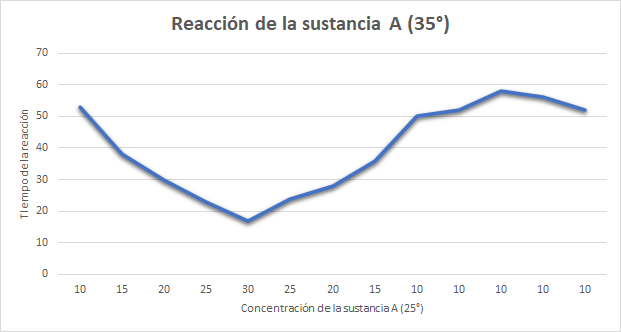 Reacción de la sustancia A (35°)
70
60
50
40
30
20
10
0
TIempo de la reacción
10 15 20 25 30 25 20 15 10 10 10 10 10
Concentración de la sustancia A (25°)